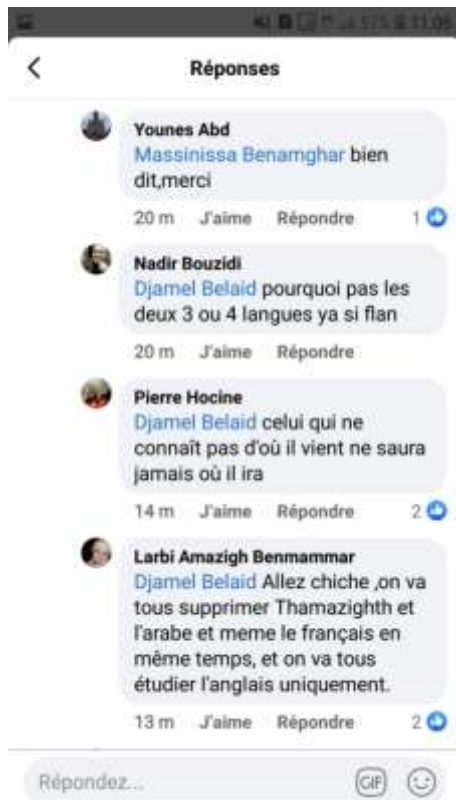 57% 11:05
Réponses
Younes Abd
Massinissa Benamghar bien
dit,merci
20 m J'aime Répondre 1
Nadir Bouzidi
Djamel Belaid pourquoi pas les
deux 3 ou 4 langues ya si flan
20 m J'aime Répondre
Pierre Hocine
Djamel Belaid celui qui ne
connaît pas d'où il vient ne saura
jamais où il ira
14 m J'aime Répondre 2
Larbi Amazigh Benmammar
Djamel Belaid Allez chiche ,on va
tous supprimer Thamazighth et
l'arabe et meme le français en
même temps, et on va tous
étudier l'anglais uniquement.
13 m J'aime Répondre 2
Répondez... GIF